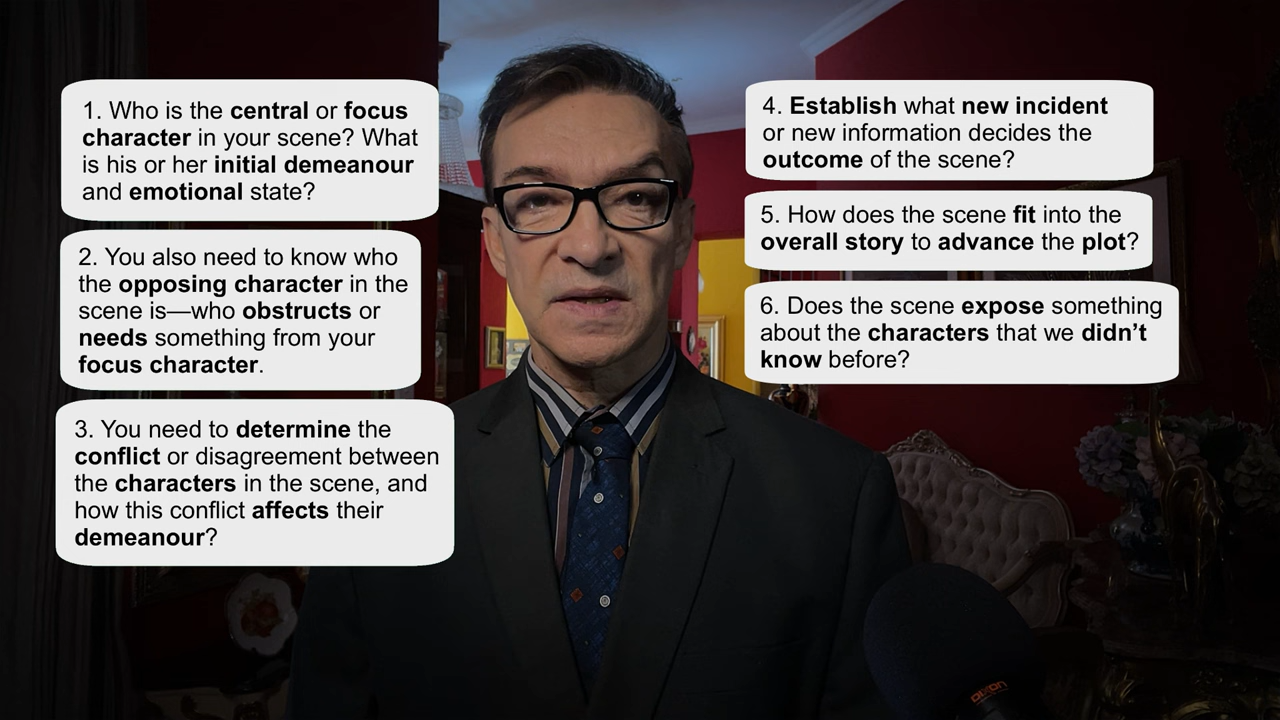 1. Who is the central or focus
character in your scene? What
is his or her initial demeanour
and emotional state?
2. You also need to know who
the opposing character in the
scene is—who obstructs or
needs something from your
focus character.
3. You need to determine the
conflict or disagreement between
the characters in the scene, and
how this conflict affects their
demeanour?
4. Establish what new incident
or new information decides the
outcome of the scene?
5. How does the scene fit into the
overall story to advance the plot?
6. Does the scene expose something
about the characters that we didn’t
know before?
DIXON